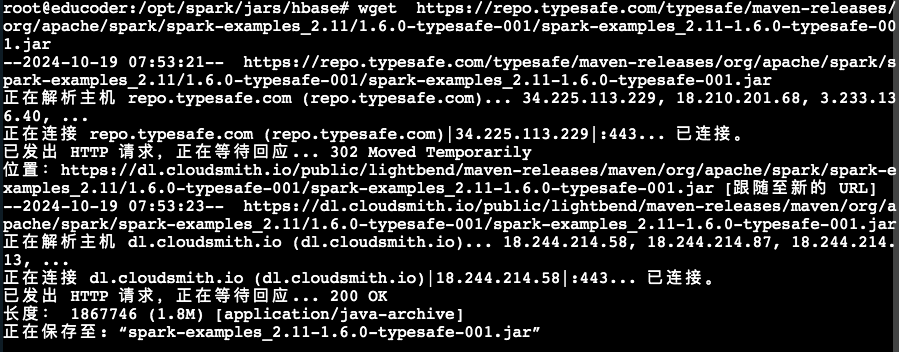 root@educoder:/opt/spark/jars/hbase# wget  https://repo.typesafe.com/typesafe/maven-releases/
org/apache/spark/spark-examples_2.11/1.6.0-typesafe-001/spark-examples_2.11-1.6.0-typesafe-00
1.jar
--2024-10-19 07:53:21--  https://repo.typesafe.com/typesafe/maven-releases/org/apache/spark/s
park-examples_2.11/1.6.0-typesafe-001/spark-examples_2.11-1.6.0-typesafe-001.jar
正在解析主机 repo.typesafe.com (repo.typesafe.com)... 34.225.113.229, 18.210.201.68, 3.233.13
6.40, ...
正在连接 repo.typesafe.com (repo.typesafe.com)|34.225.113.229|:443... 已连接。
已发出 HTTP 请求，正在等待回应... 302 Moved Temporarily
位置：https://dl.cloudsmith.io/public/lightbend/maven-releases/maven/org/apache/spark/spark-e
xamples_2.11/1.6.0-typesafe-001/spark-examples_2.11-1.6.0-typesafe-001.jar [跟随至新的 URL]
--2024-10-19 07:53:23--  https://dl.cloudsmith.io/public/lightbend/maven-releases/maven/org/a
pache/spark/spark-examples_2.11/1.6.0-typesafe-001/spark-examples_2.11-1.6.0-typesafe-001.jar
正在解析主机 dl.cloudsmith.io (dl.cloudsmith.io)... 18.244.214.58, 18.244.214.87, 18.244.214.
13, ...
正在连接 dl.cloudsmith.io (dl.cloudsmith.io)|18.244.214.58|:443... 已连接。
已发出 HTTP 请求，正在等待回应... 200 OK
长度： 1867746 (1.8M) [application/java-archive]
正在保存至: “spark-examples_2.11-1.6.0-typesafe-001.jar”